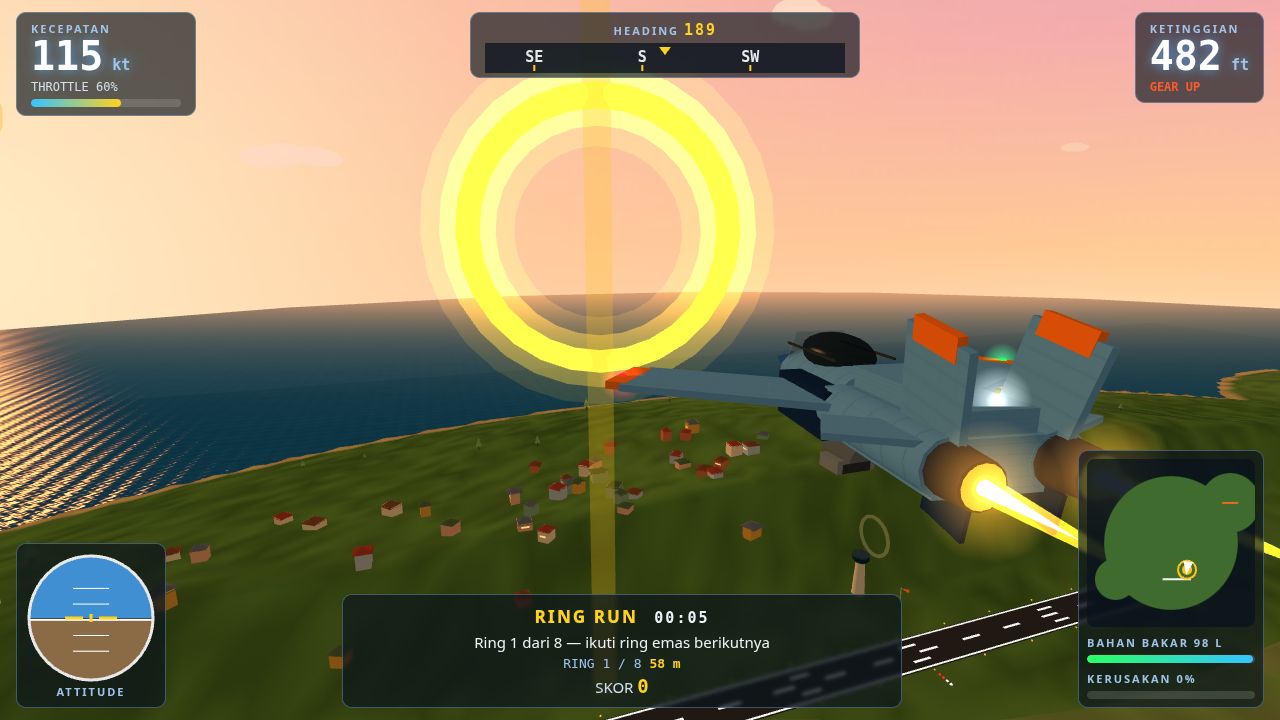 KECEPATAN
115 kt
THROTTLE 60%
HEADING 189
SE S SW
KETINGGIAN
482 ft
GEAR UP
ATTITUDE
RING RUN 00:05
Ring 1 dari 8 — ikuti ring emas berikutnya
RING 1 / 8 58 m
SKOR 0
BAHAN BAKAR 98 L
KERUSAKAN 0%